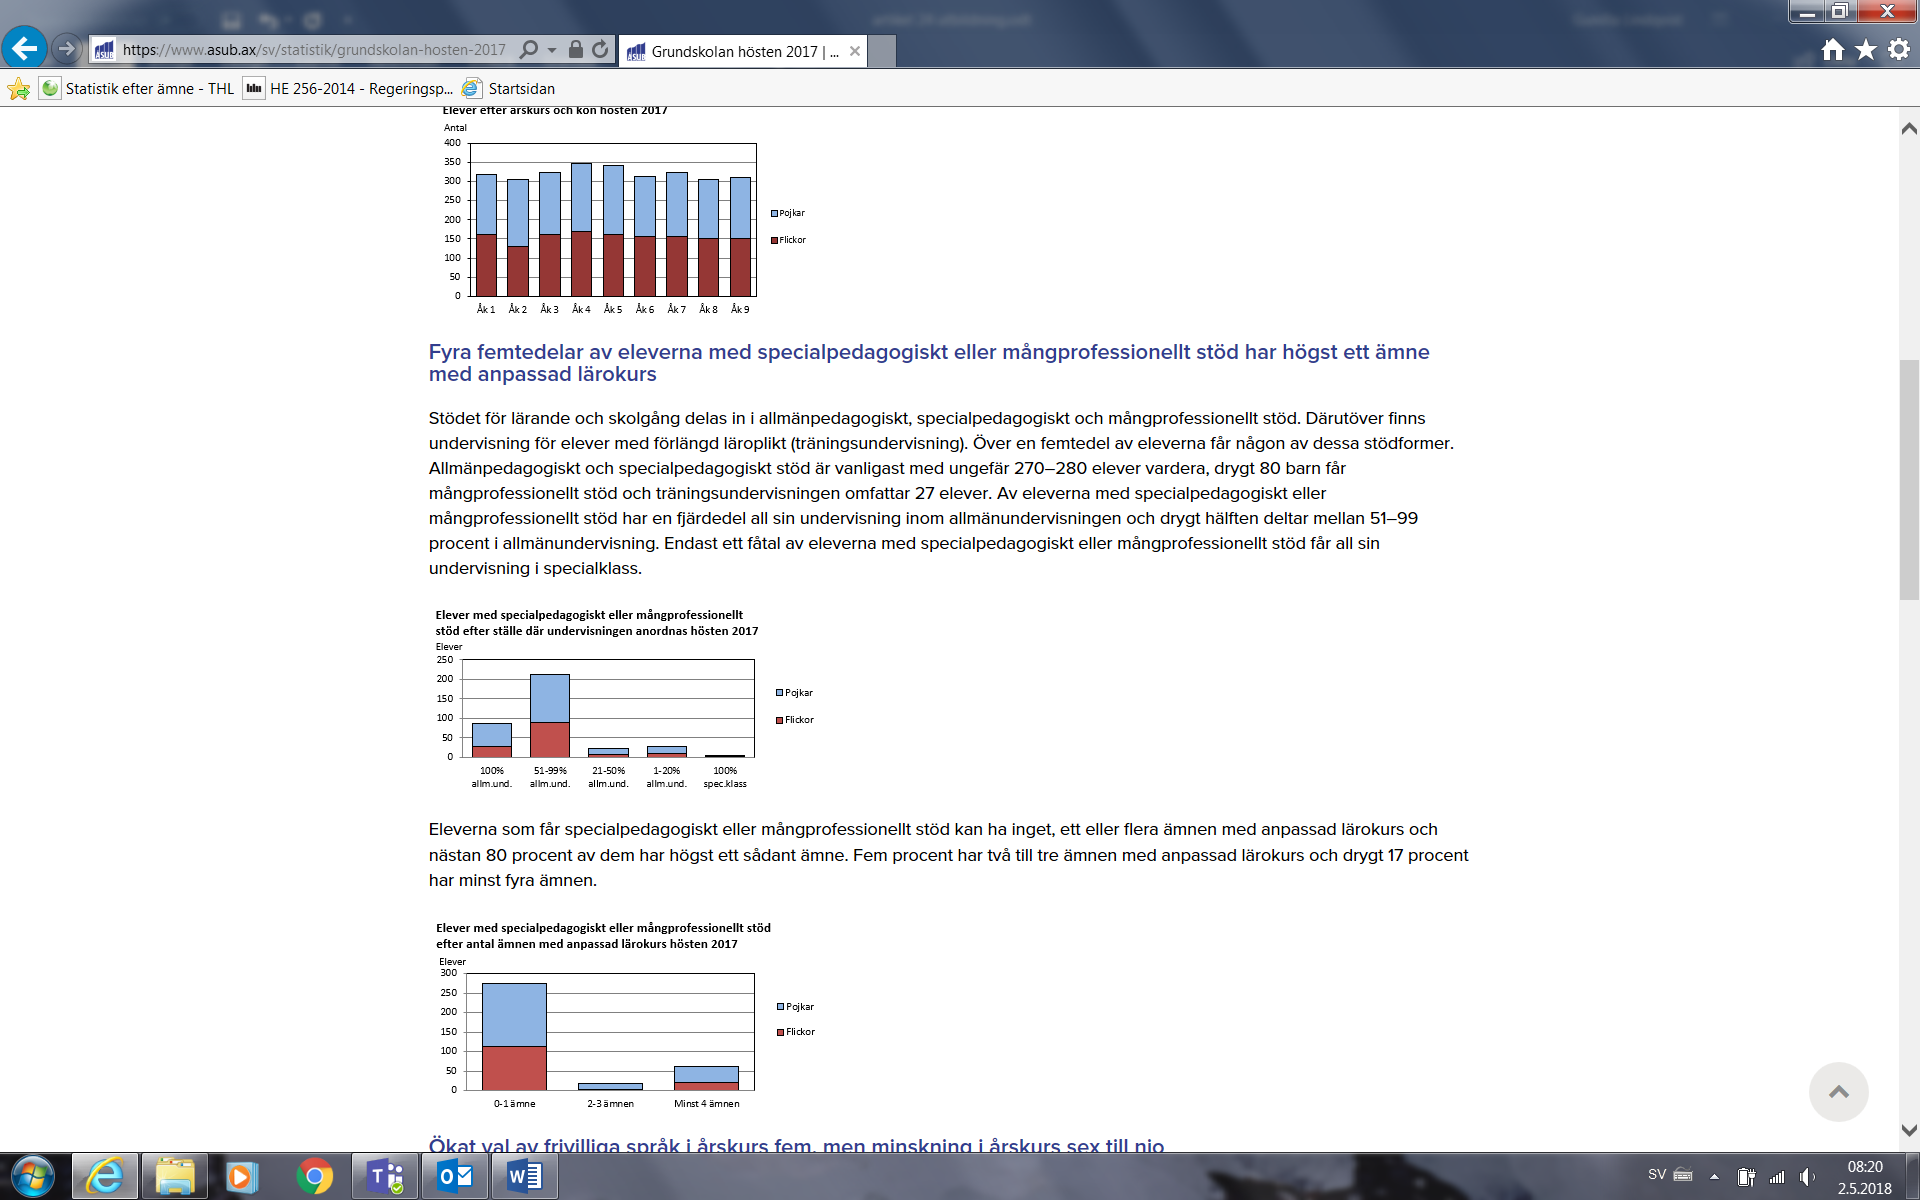 https://www.asub.ax/sv/statistik/grundskolan-hosten-2017
Grundskolan hösten 2017 | ...
Statistik efter ämne - THL
HE 256-2014 - Regeringsp...
Startsidan
Elever efter årskurs och kön hösten 2017
Antal
400
350
300
250
200
150
100
50
0
Åk 1 Åk 2 Åk 3 Åk 4 Åk 5 Åk 6 Åk 7 Åk 8 Åk 9
Pojkar
Flickor
Fyra femtedelar av eleverna med specialpedagogiskt eller mångprofessionellt stöd har högst ett ämne
med anpassad lärokurs
Stödet för lärande och skolgång delas in i allmänpedagogiskt, specialpedagogiskt och mångprofessionellt stöd. Därutöver finns
undervisning för elever med förlängd läroplikt (träningsundervisning). Över en femtedel av eleverna får någon av dessa stödformer.
Allmänpedagogiskt och specialpedagogiskt stöd är vanligast med ungefär 270–280 elever vardera, drygt 80 barn får
mångprofessionellt stöd och träningsundervisningen omfattar 27 elever. Av eleverna med specialpedagogiskt eller
mångprofessionellt stöd har en fjärdedel all sin undervisning inom allmänundervisningen och drygt hälften deltar mellan 51–99
procent i allmänundervisning. Endast ett fåtal av eleverna med specialpedagogiskt eller mångprofessionellt stöd får all sin
undervisning i specialklass.
Elever med specialpedagogiskt eller mångprofessionellt
stöd efter ställe där undervisningen anordnas hösten 2017
Elever
250
200
150
100
50
0
100% 51-99% 21-50% 1-20% 100%
allm.und. allm.und. allm.und. allm.und. spec.klass
Pojkar
Flickor
Eleverna som får specialpedagogiskt eller mångprofessionellt stöd kan ha inget, ett eller flera ämnen med anpassad lärokurs och
nästan 80 procent av dem har högst ett sådant ämne. Fem procent har två till tre ämnen med anpassad lärokurs och drygt 17 procent
har minst fyra ämnen.
Elever med specialpedagogiskt eller mångprofessionellt stöd
efter antal ämnen med anpassad lärokurs hösten 2017
Elever
300
250
200
150
100
50
0
0-1 ämne 2-3 ämnen Minst 4 ämnen
Pojkar
Flickor
Ökat val av frivilliga språk i årskurs fem, men minskning i årskurs sex till nio
SV
08:20
2.5.2018